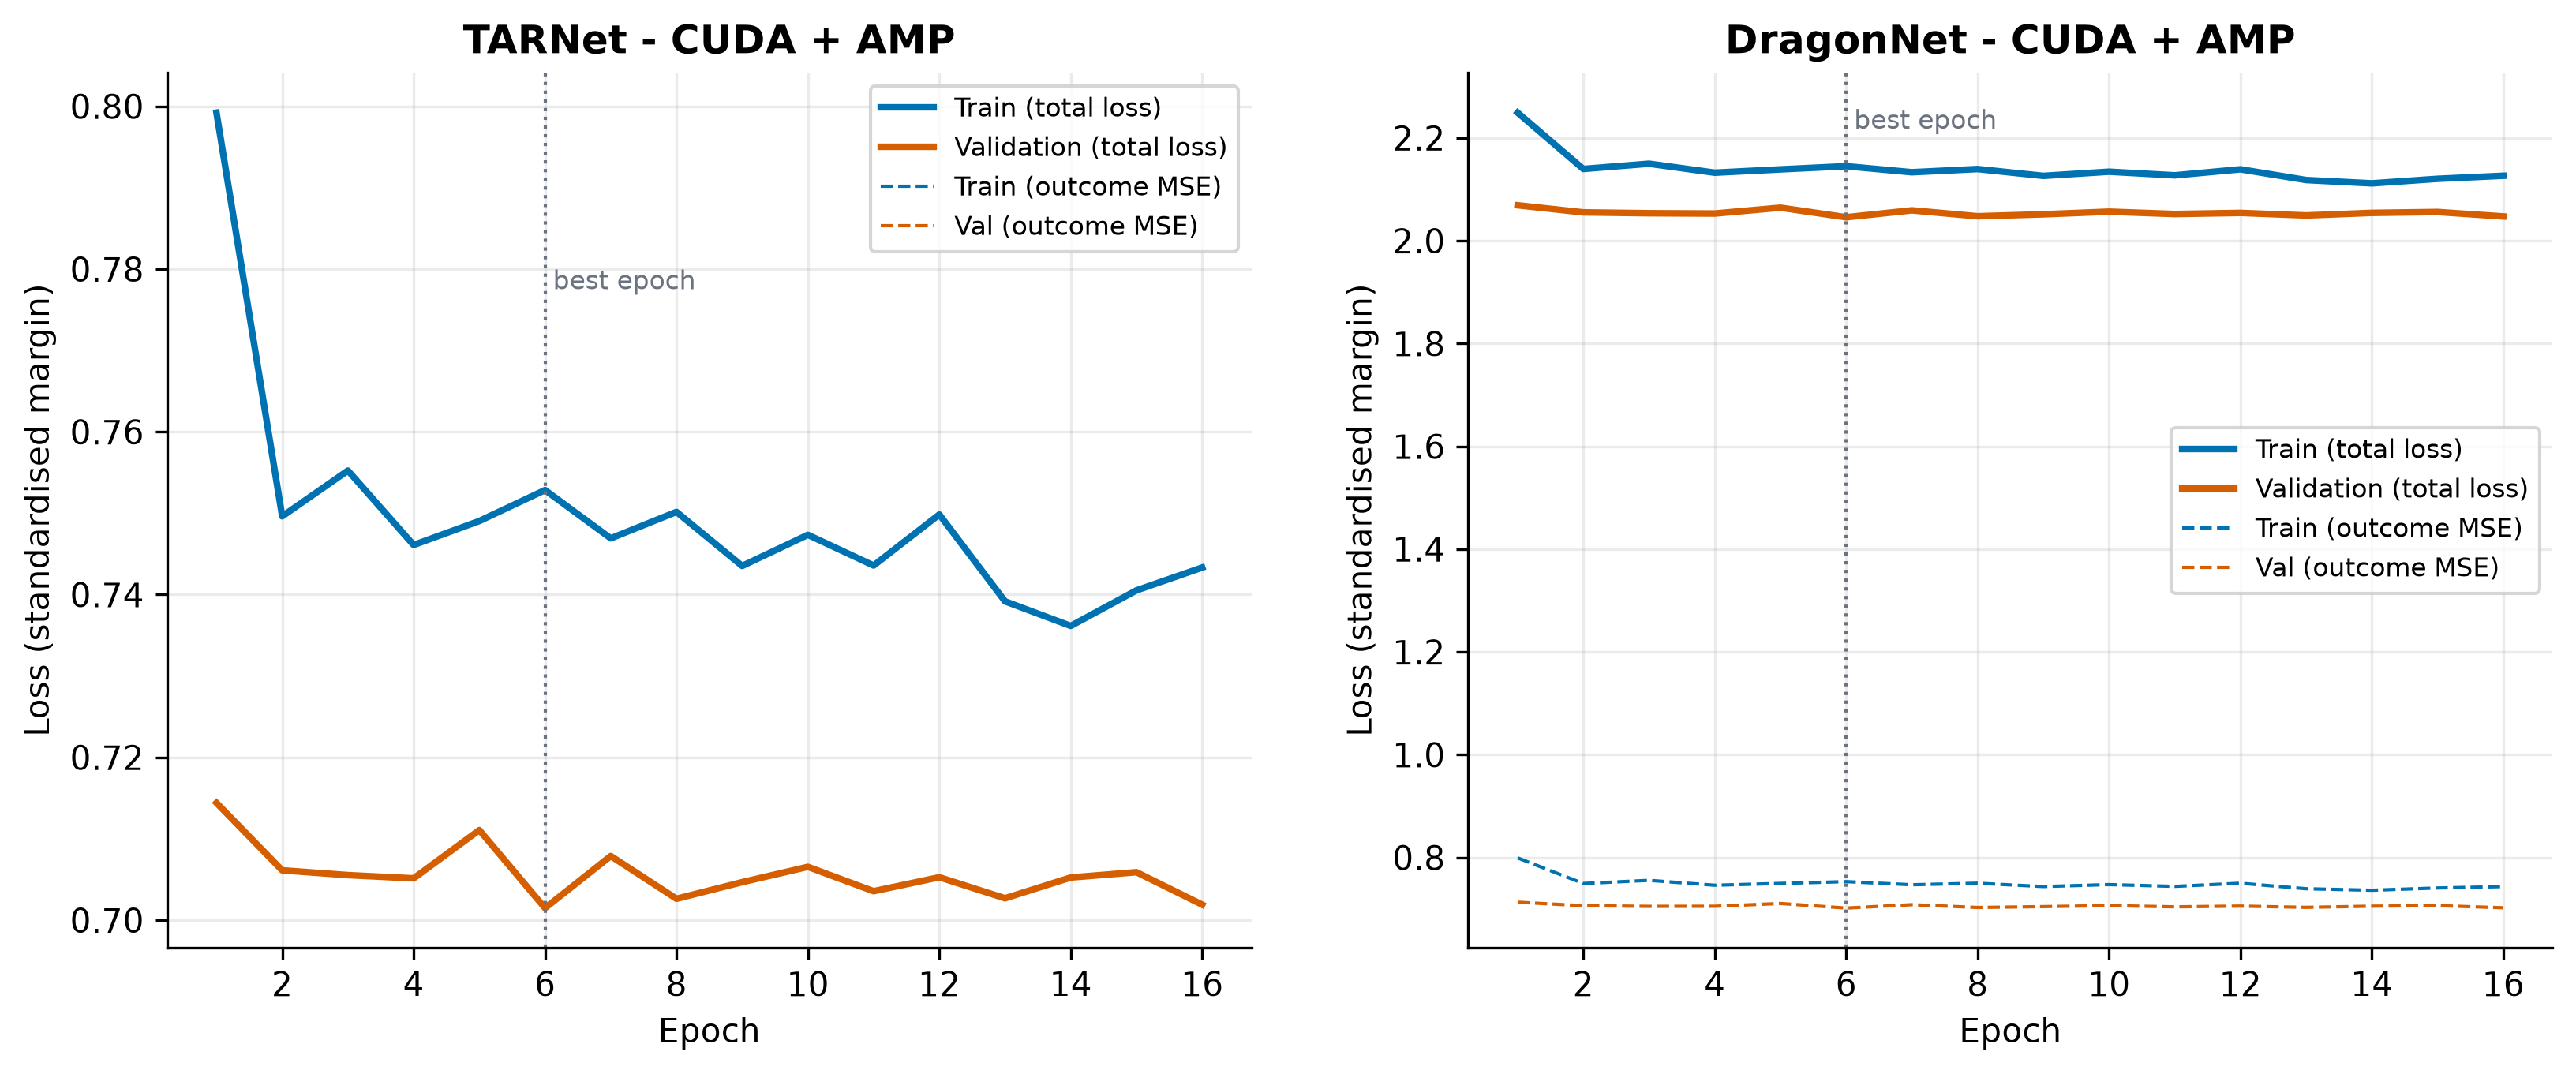 TARNet - CUDA + AMP
Loss (standardised margin)
0.80
0.78
0.76
0.74
0.72
0.70
best epoch
Train (total loss)
Validation (total loss)
Train (outcome MSE)
Val (outcome MSE)
2 4 6 8 10 12 14 16
Epoch
DragonNet - CUDA + AMP
Loss (standardised margin)
2.2
2.0
1.8
1.6
1.4
1.2
1.0
0.8
best epoch
Train (total loss)
Validation (total loss)
Train (outcome MSE)
Val (outcome MSE)
2 4 6 8 10 12 14 16
Epoch